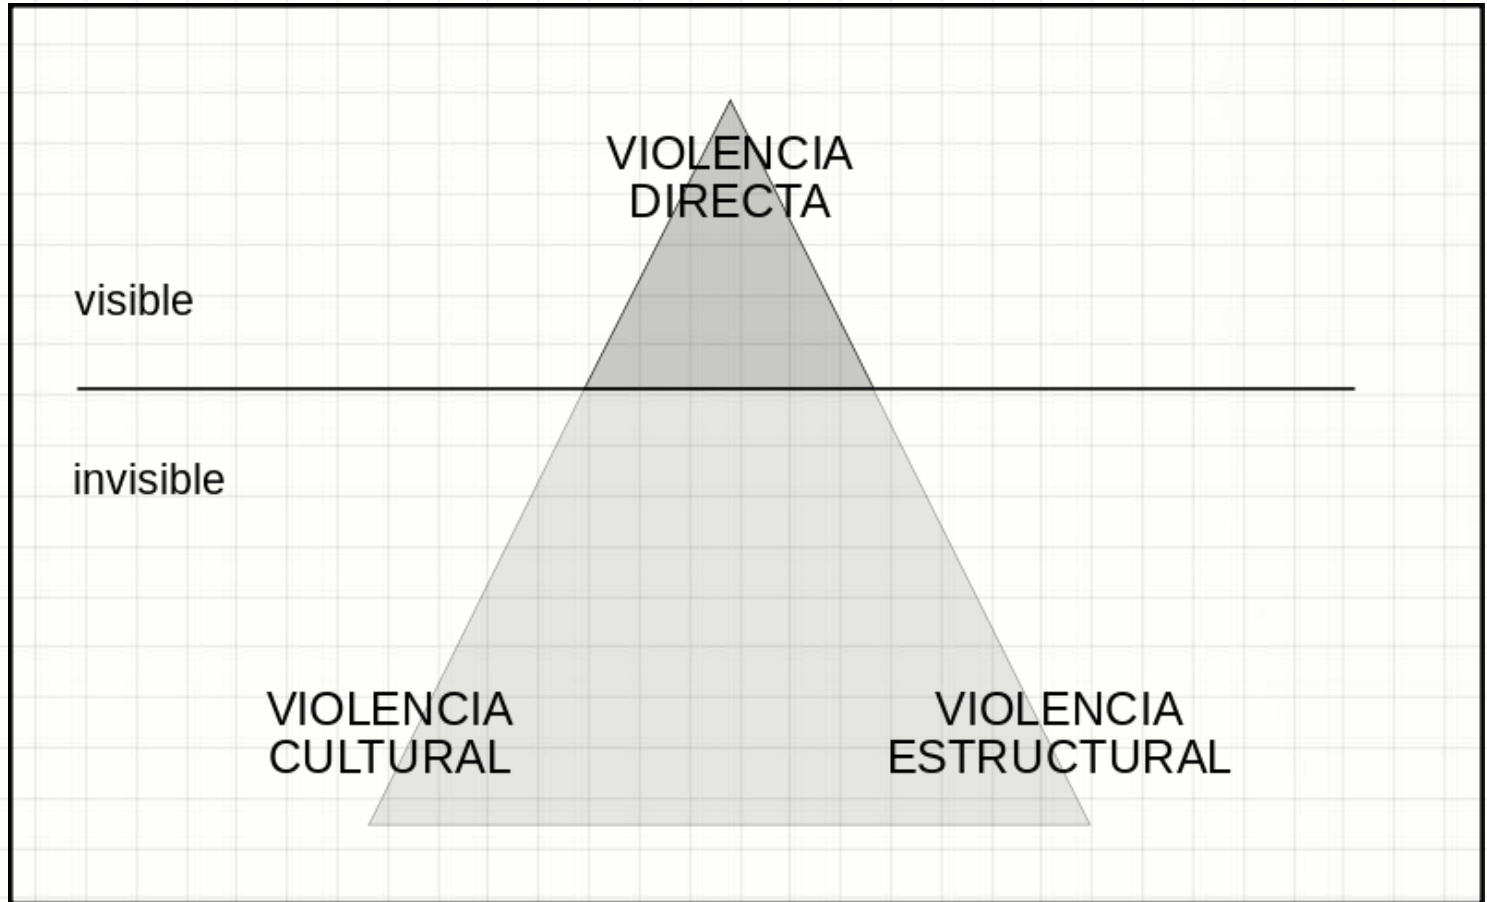 VIOLENCIA
DIRECTA
visible
invisible
VIOLENCIA
CULTURAL
VIOLENCIA
ESTRUCTURAL